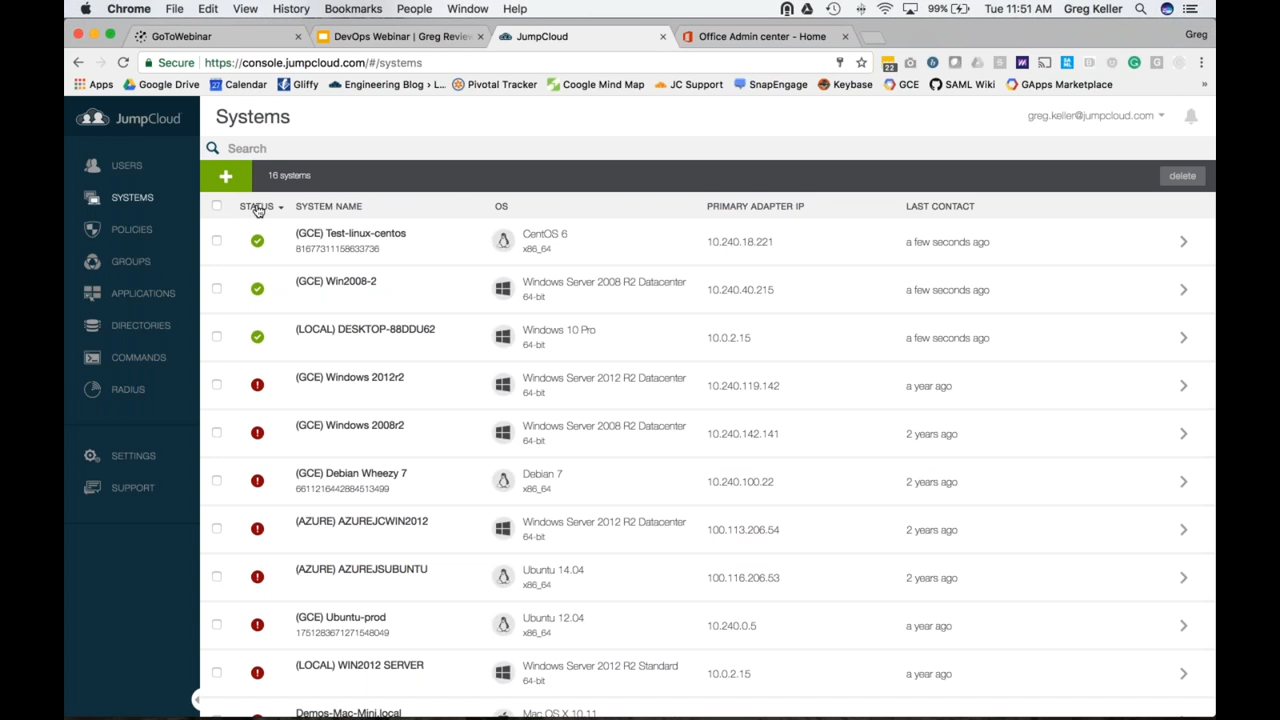 Chrome File Edit View History Bookmarks People Window Help 99% Tue 11:51 AM Greg Keller
GoToWebinar DevOps Webinar | Greg Review JumpCloud Office Admin center - Home Greg
Secure https://console.jumpcloud.com/#/systems 22
Apps Google Drive 27 Calendar Gliffy Engineering Blog › L... Pivotal Tracker Google Mind Map JC Support SnapEngage Keybase GCE SAML Wiki GApps Marketplace »
JumpCloud Systems greg.keller@jumpcloud.com
Search
USERS
SYSTEMS
POLICIES
GROUPS
APPLICATIONS
DIRECTORIES
COMMANDS
RADIUS
SETTINGS
SUPPORT
+ 16 systems delete
STATUS SYSTEM NAME OS PRIMARY ADAPTER IP LAST CONTACT
(GCE) Test-linux-centos CentOS 6 10.240.18.221 a few seconds ago
81677311158633736 x86_64
(GCE) Win2008-2 Windows Server 2008 R2 Datacenter 10.240.40.215 a few seconds ago
64-bit
(LOCAL) DESKTOP-88DDU62 Windows 10 Pro 10.0.2.15 a few seconds ago
64-bit
(GCE) Windows 2012r2 Windows Server 2012 R2 Datacenter 10.240.119.142 a year ago
64-bit
(GCE) Windows 2008r2 Windows Server 2008 R2 Datacenter 10.240.142.141 2 years ago
64-bit
(GCE) Debian Wheezy 7 Debian 7 10.240.100.22 2 years ago
6611216442884513499 x86_64
(AZURE) AZUREJCWIN2012 Windows Server 2012 R2 Datacenter 100.113.206.54 2 years ago
64-bit
(AZURE) AZUREJSUBUNTU Ubuntu 14.04 100.116.206.53 2 years ago
x86_64
(GCE) Ubuntu-prod Ubuntu 12.04 10.240.0.5 a year ago
1751283671271548049 x86_64
(LOCAL) WIN2012 SERVER Windows Server 2012 R2 Standard 10.0.2.15 a year ago
64-bit
Demos-Mac-Mini.local Mac OS X 10.11